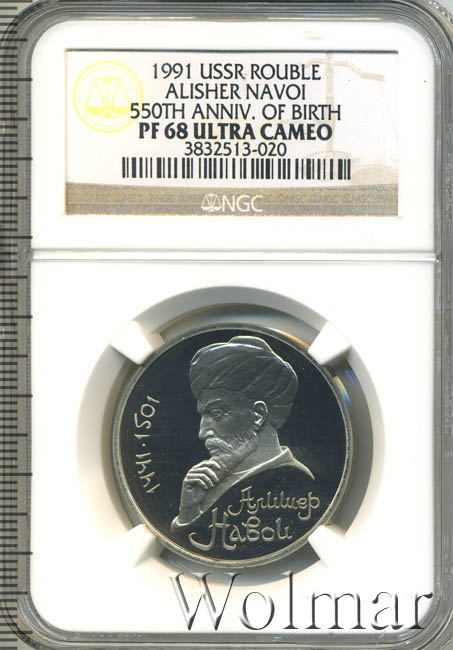 1991 USSR ROUBLE
ALISHER NAVOI
550TH ANNIV. OF BIRTH
PF 68 ULTRA CAMEO
3832513-020
NGC
1441·1501
Алишер
Навои
Wolmar